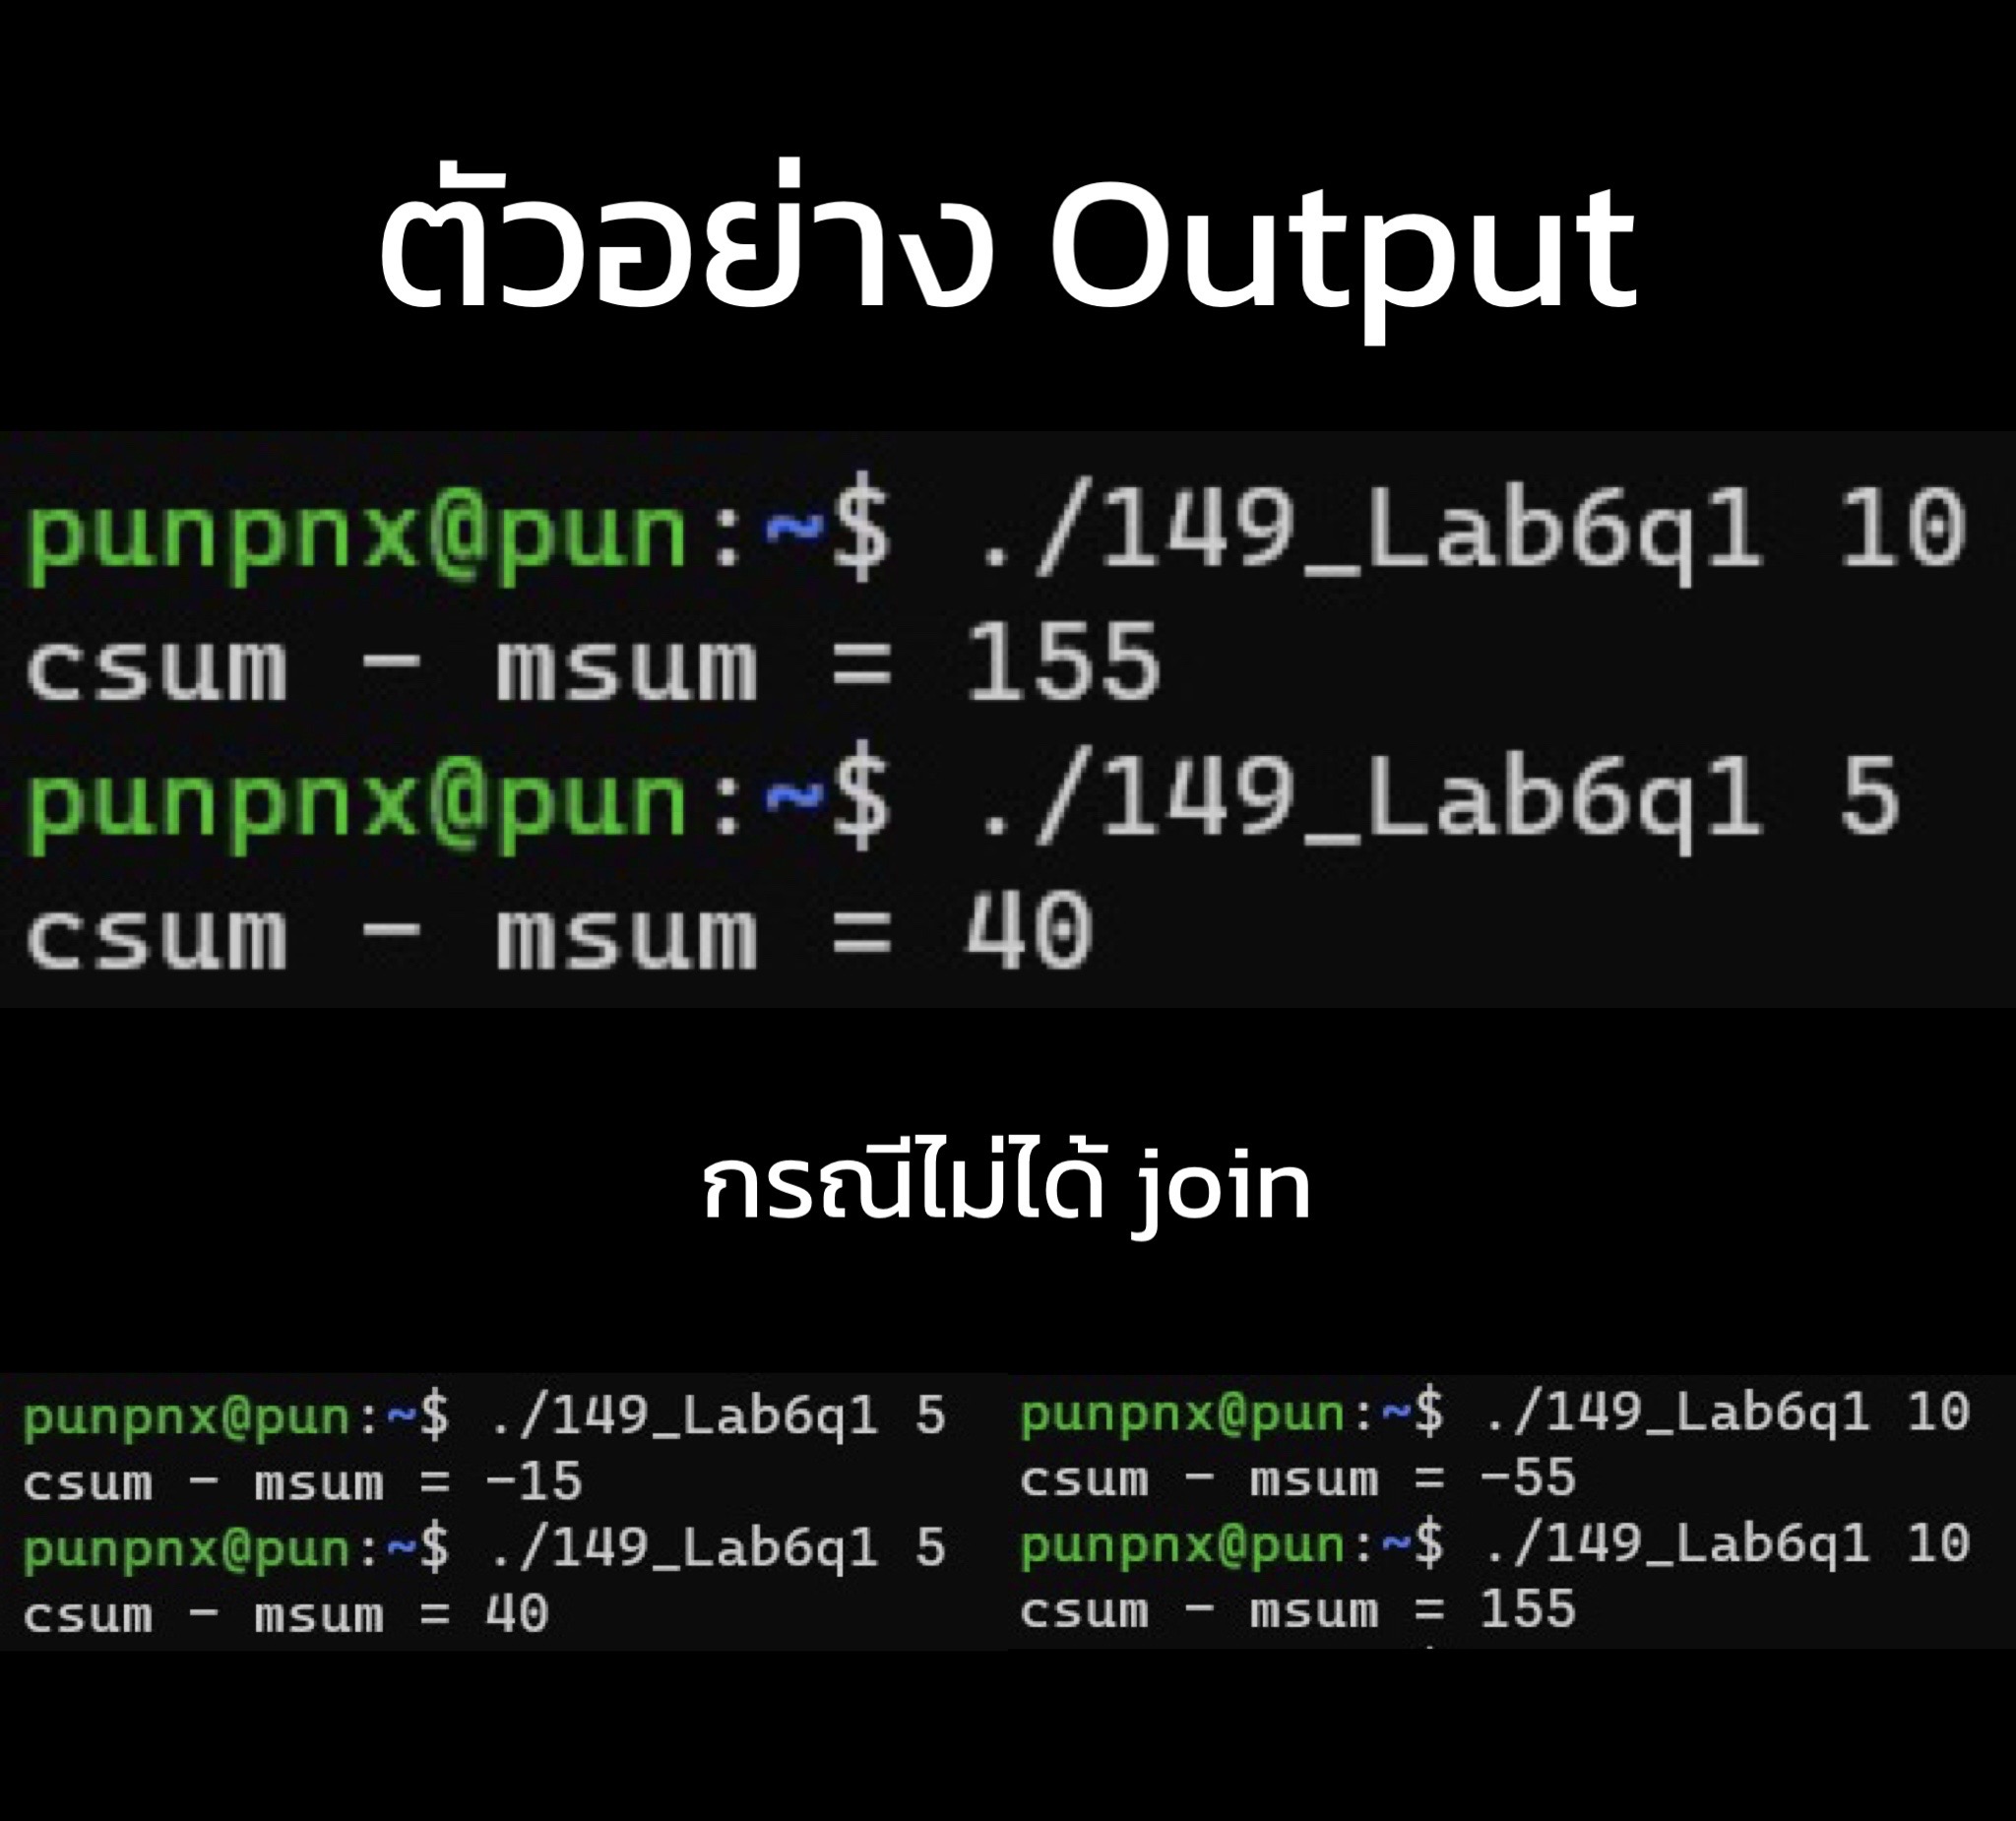 ตัวอย่าง Output
punpnx@pun:~$ ./149_Lab6q1 10
csum - msum = 155
punpnx@pun:~$ ./149_Lab6q1 5
csum - msum = 40
กรณีไม่ได้ join
punpnx@pun:~$ ./149_Lab6q1 5
csum - msum = -15
punpnx@pun:~$ ./149_Lab6q1 5
csum - msum = 40
punpnx@pun:~$ ./149_Lab6q1 10
csum - msum = -55
punpnx@pun:~$ ./149_Lab6q1 10
csum - msum = 155